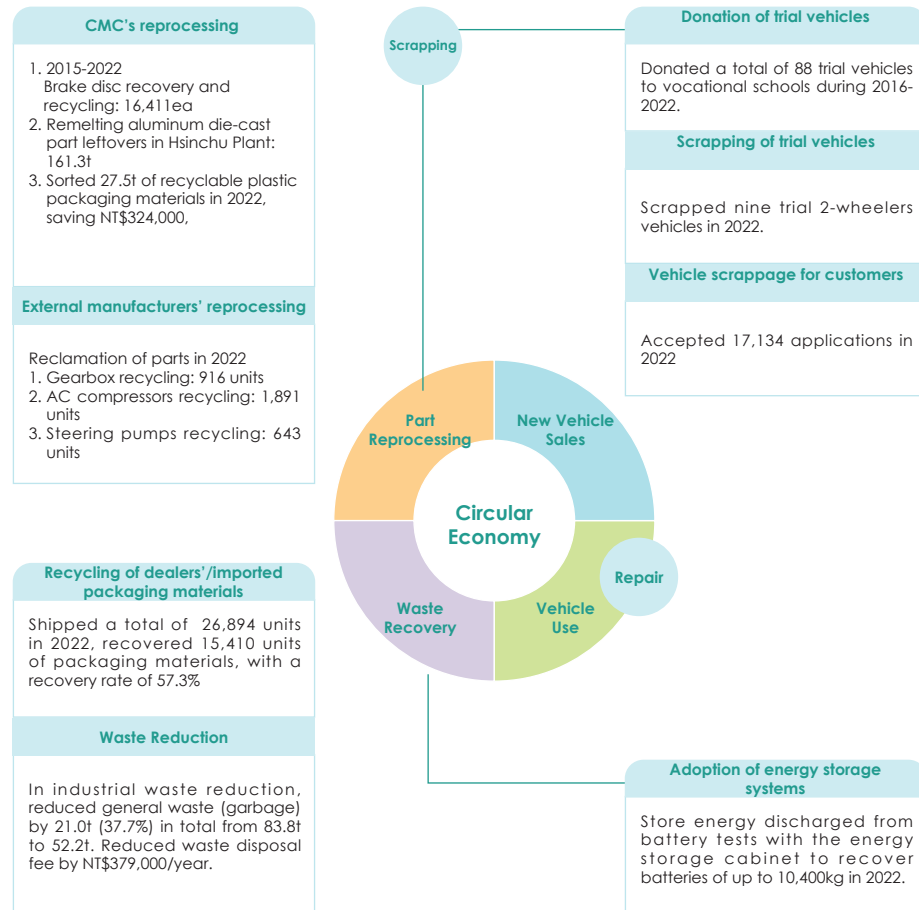 CMC's reprocessing
1. 2015-2022
Brake disc recovery and
recycling: 16,411ea
2. Remelting aluminum die-cast
part leftovers in Hsinchu Plant:
161.3t
3. Sorted 27.5t of recyclable plastic
packaging materials in 2022,
saving NT$324,000,
External manufacturers' reprocessing
Reclamation of parts in 2022
1. Gearbox recycling: 916 units
2. AC compressors recycling: 1,891
units
3. Steering pumps recycling: 643
units
Recycling of dealers'/imported
packaging materials
Shipped a total of 26,894 units
in 2022, recovered 15,410 units
of packaging materials, with a
recovery rate of 57.3%
Waste Reduction
In industrial waste reduction,
reduced general waste (garbage)
by 21.0t (37.7%) in total from 83.8t
to 52.2t. Reduced waste disposal
fee by NT$379,000/year.
Scrapping
Part
Reprocessing
New Vehicle
Sales
Circular
Economy
Waste
Recovery
Vehicle
Use
Repair
Donation of trial vehicles
Donated a total of 88 trial vehicles
to vocational schools during 2016-
2022.
Scrapping of trial vehicles
Scrapped nine trial 2-wheelers
vehicles in 2022.
Vehicle scrappage for customers
Accepted 17,134 applications in
2022
Adoption of energy storage
systems
Store energy discharged from
battery tests with the energy
storage cabinet to recover
batteries of up to 10,400kg in 2022.